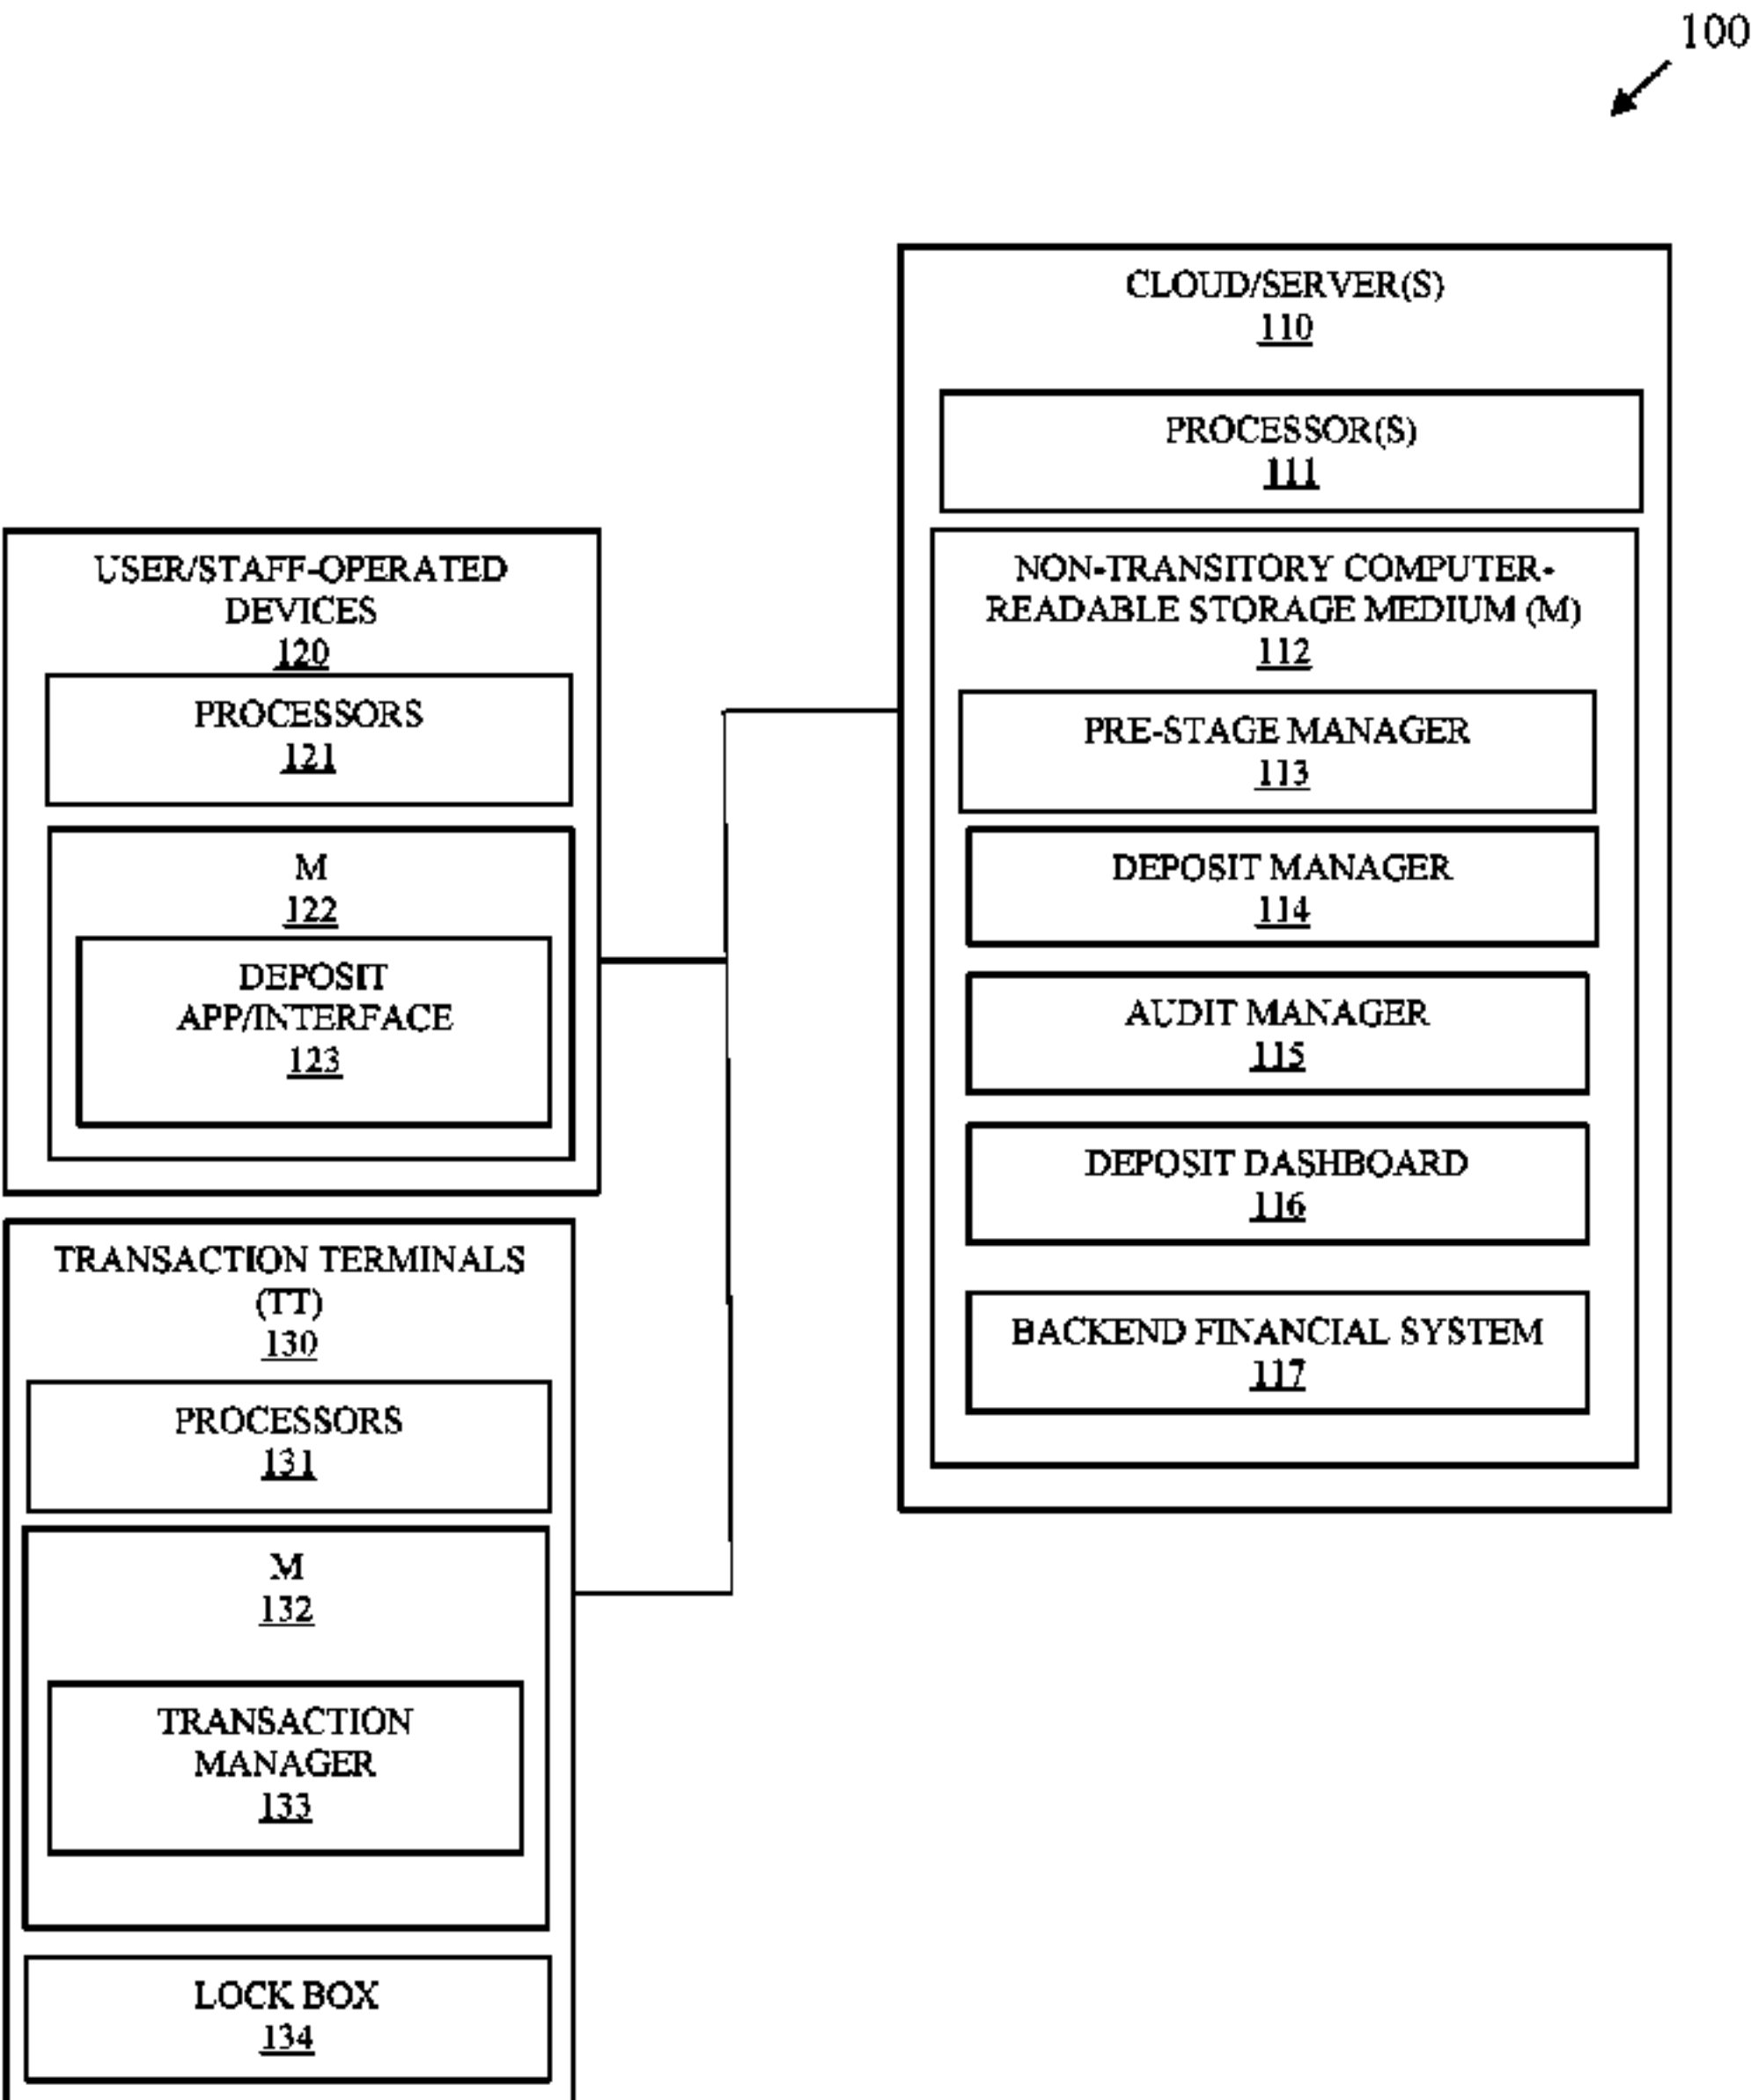 100
CLOUD/SERVER(S)
110
PROCESSOR(S)
111
NON-TRANSITORY COMPUTER-
READABLE STORAGE MEDIUM (M)
112
PRE-STAGE MANAGER
113
DEPOSIT MANAGER
114
AUDIT MANAGER
115
DEPOSIT DASHBOARD
116
BACKEND FINANCIAL SYSTEM
117
USER/STAFF-OPERATED
DEVICES
120
PROCESSORS
121
M
122
DEPOSIT
APP/INTERFACE
123
TRANSACTION TERMINALS
(TT)
130
PROCESSORS
131
M
132
TRANSACTION
MANAGER
133
LOCK BOX
134